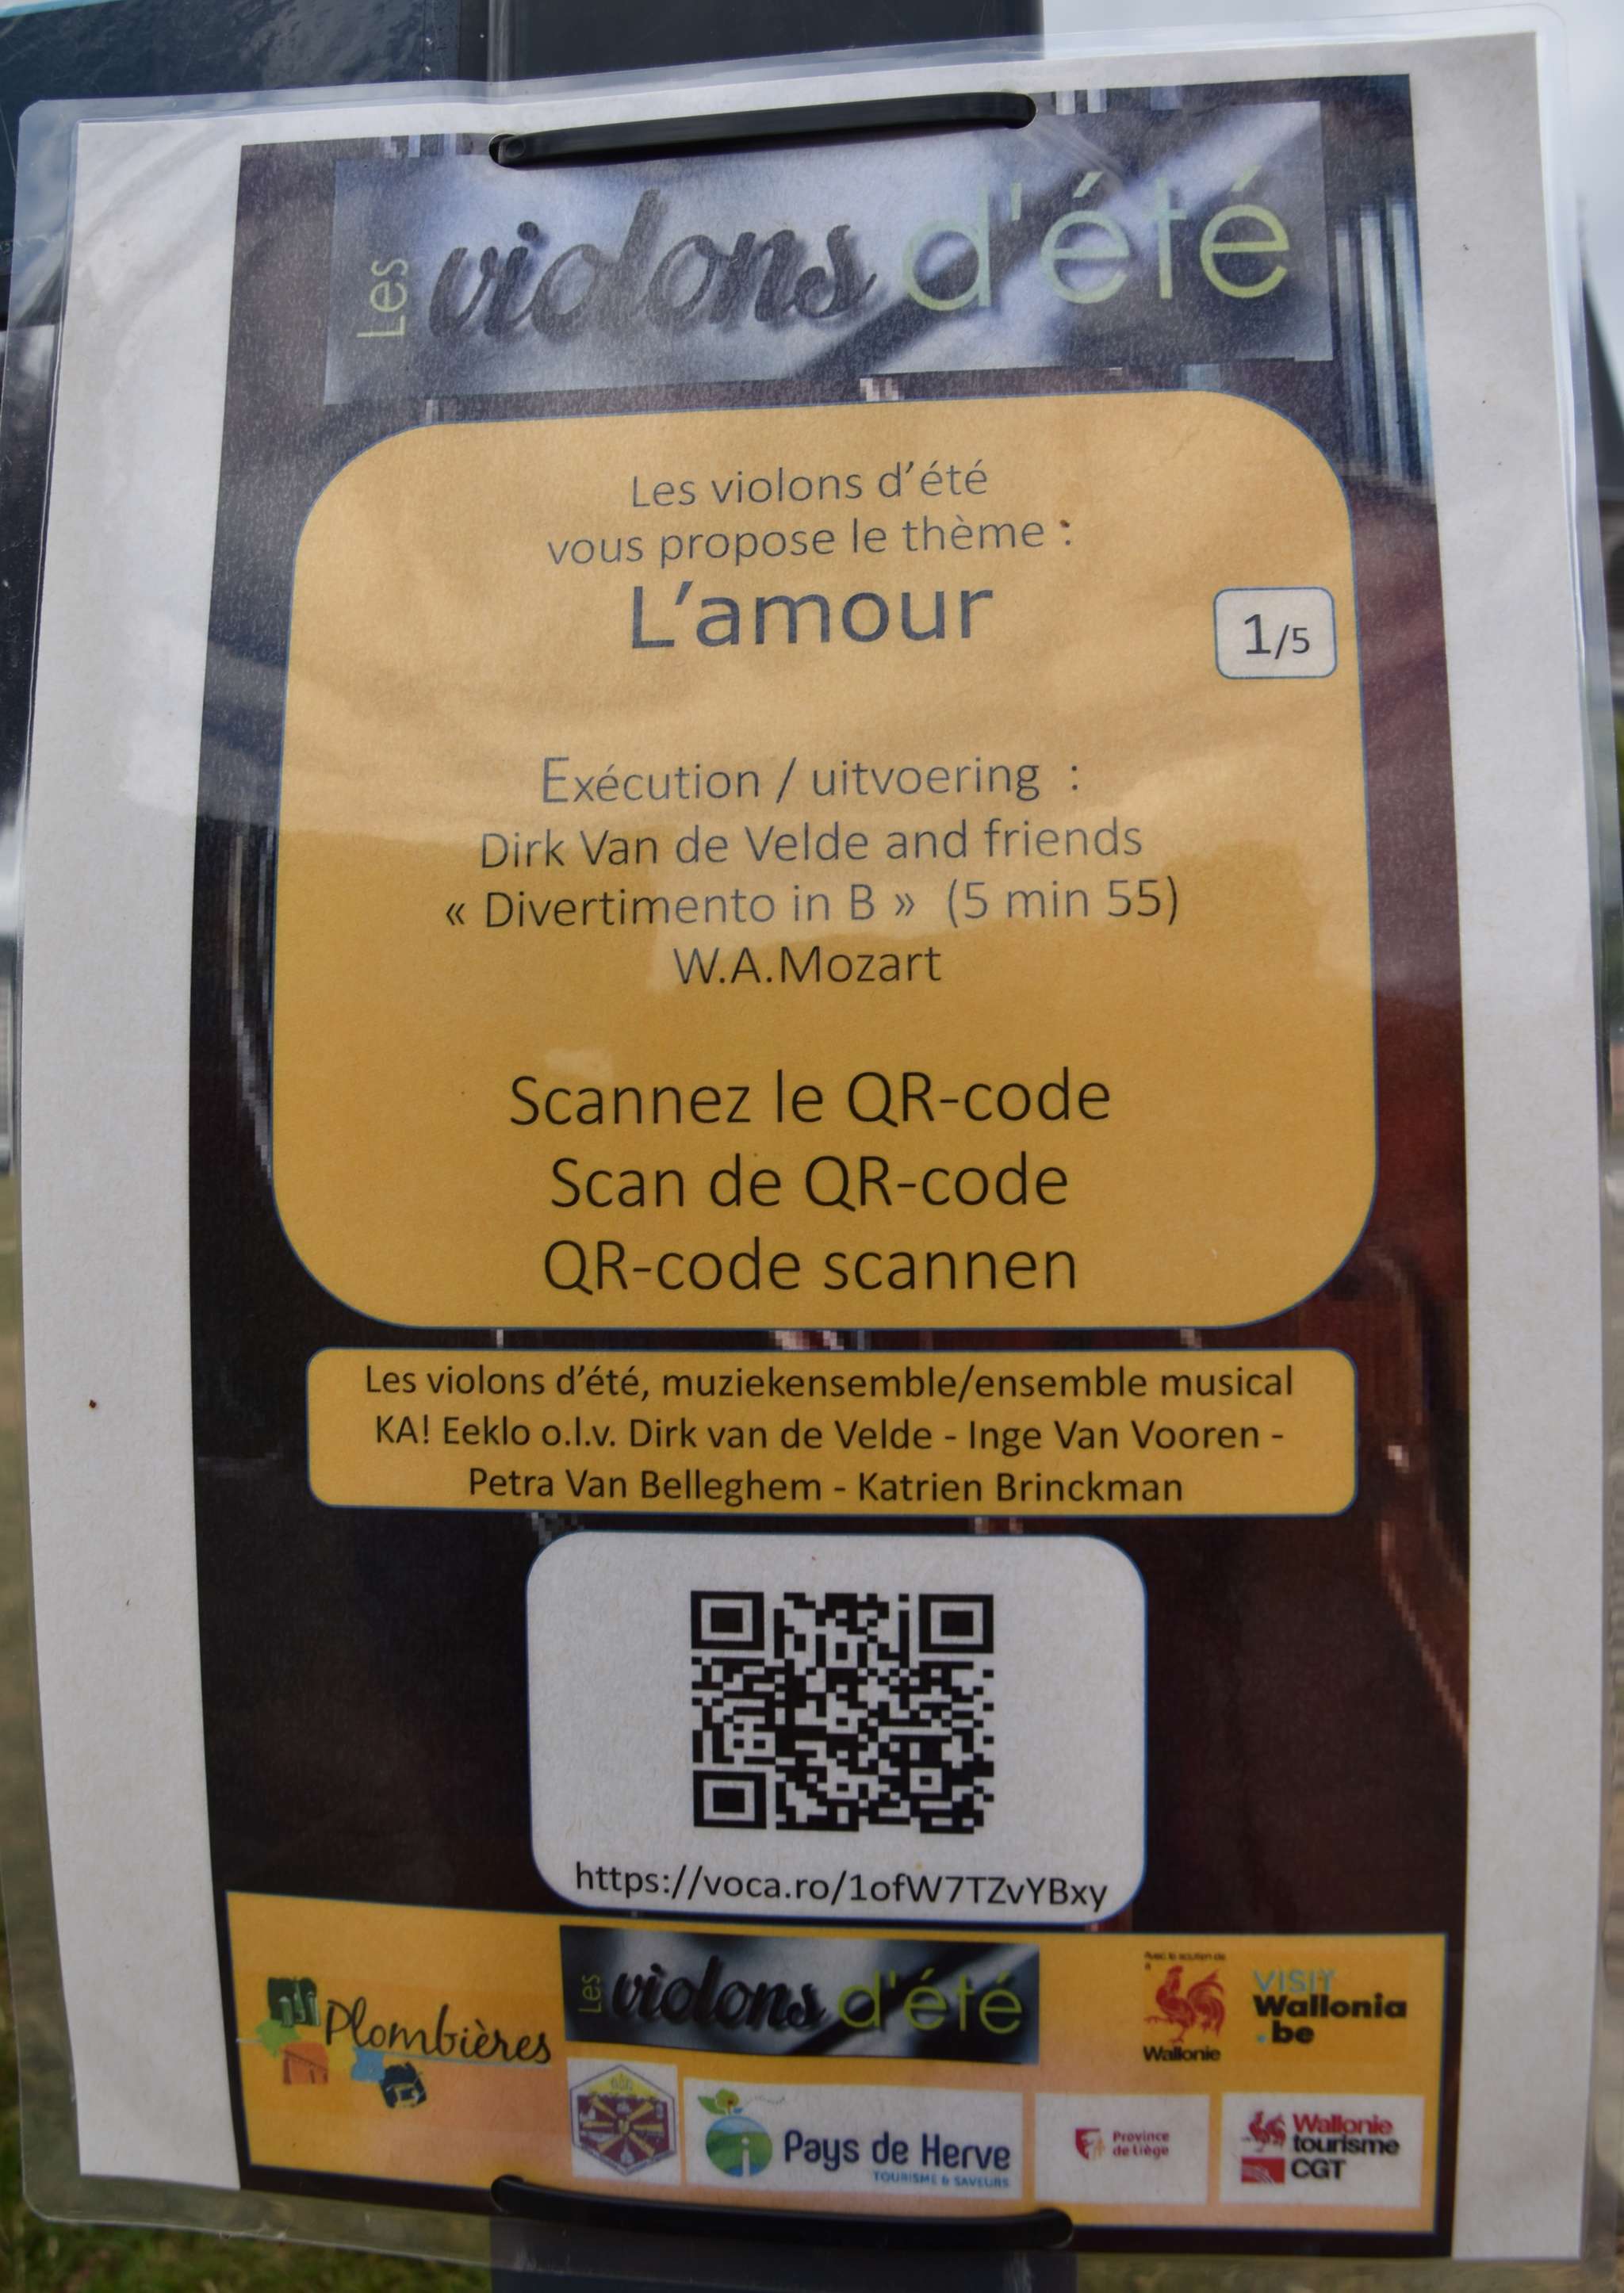 Les violons d'été
Les violons d'été
vous propose le thème :
L'amour
1/5
Exécution / uitvoering :
Dirk Van de Velde and friends
« Divertimento in B » (5 min 55)
W.A.Mozart
Scannez le QR-code
Scan de QR-code
QR-code scannen
Les violons d'été, muziekensemble/ensemble musical
KA! Eeklo o.l.v. Dirk van de Velde - Inge Van Vooren -
Petra Van Belleghem - Katrien Brinckman
https://voca.ro/1ofW7TZvYBxy
Plombières
Les violons d'été
Avec le soutien de
Wallonie
VISIT
Wallonia
.be
Pays de Herve
TOURISME & SAVEURS
Province
de Liège
Wallonie
tourisme
CGT